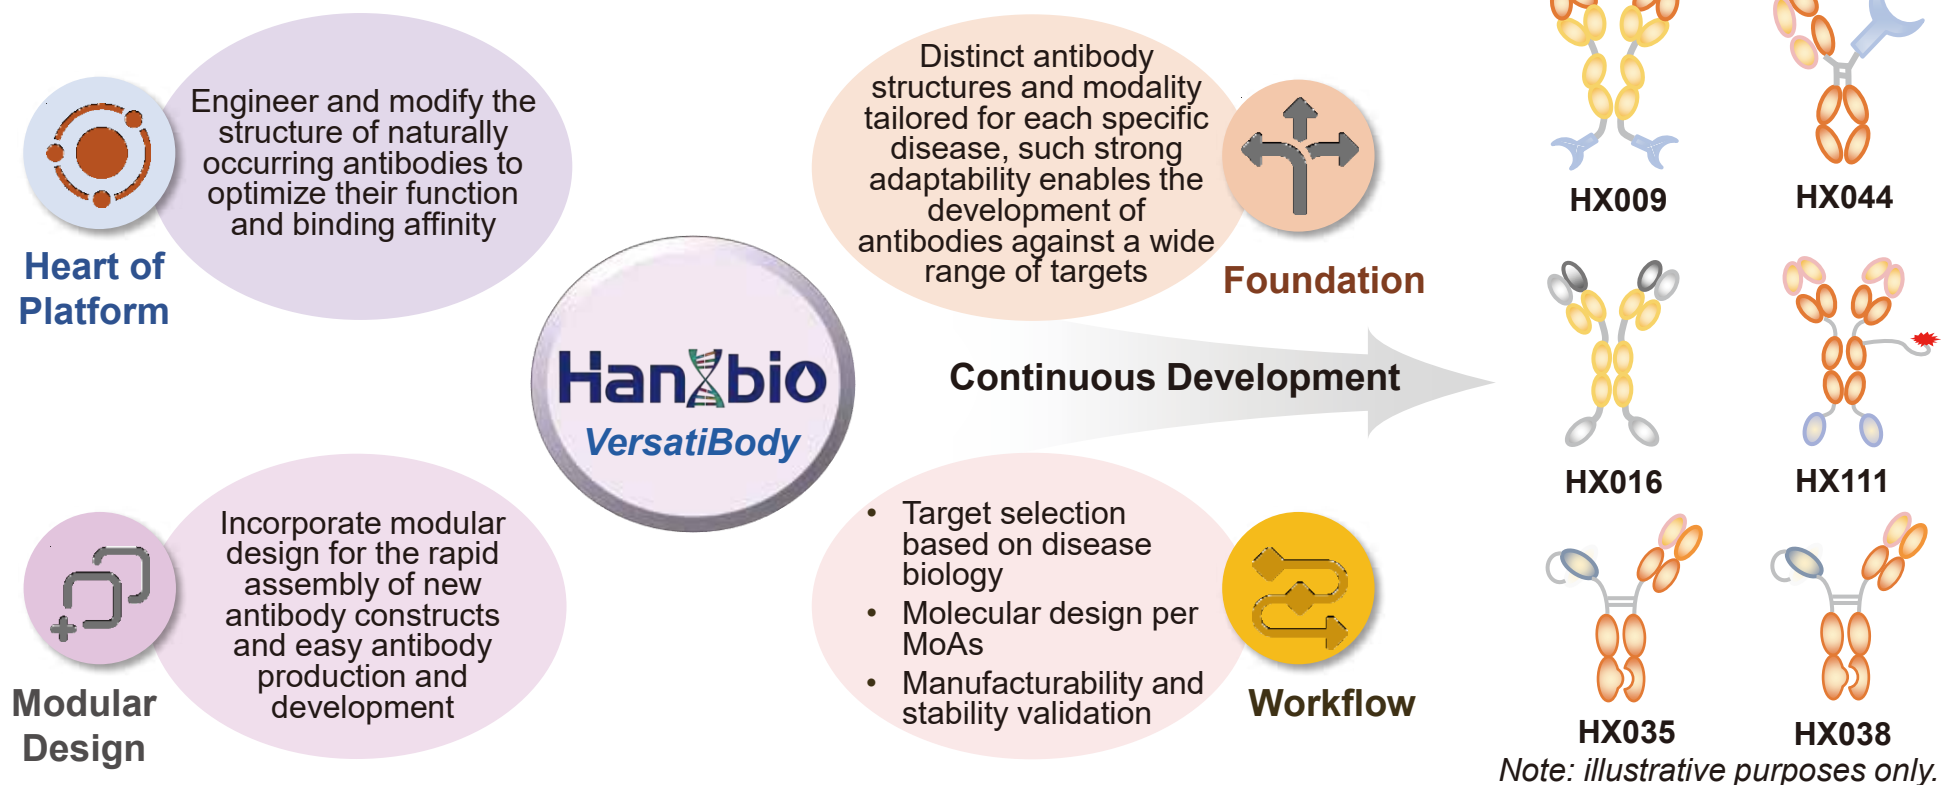 Engineer and modify the
structure of naturally
occurring antibodies to
optimize their function
and binding affinity
Heart of
Platform
Distinct antibody
structures and modality
tailored for each specific
disease, such strong
adaptability enables the
development of
antibodies against a wide
range of targets
Foundation
HanXbio
VersatiBody
Continuous Development
Incorporate modular
design for the rapid
assembly of new
antibody constructs
and easy antibody
production and
development
Modular
Design
• Target selection
based on disease
biology
• Molecular design per
MoAs
• Manufacturability and
stability validation
Workflow
HX009
HX044
HX016
HX111
HX035
HX038
Note: illustrative purposes only.